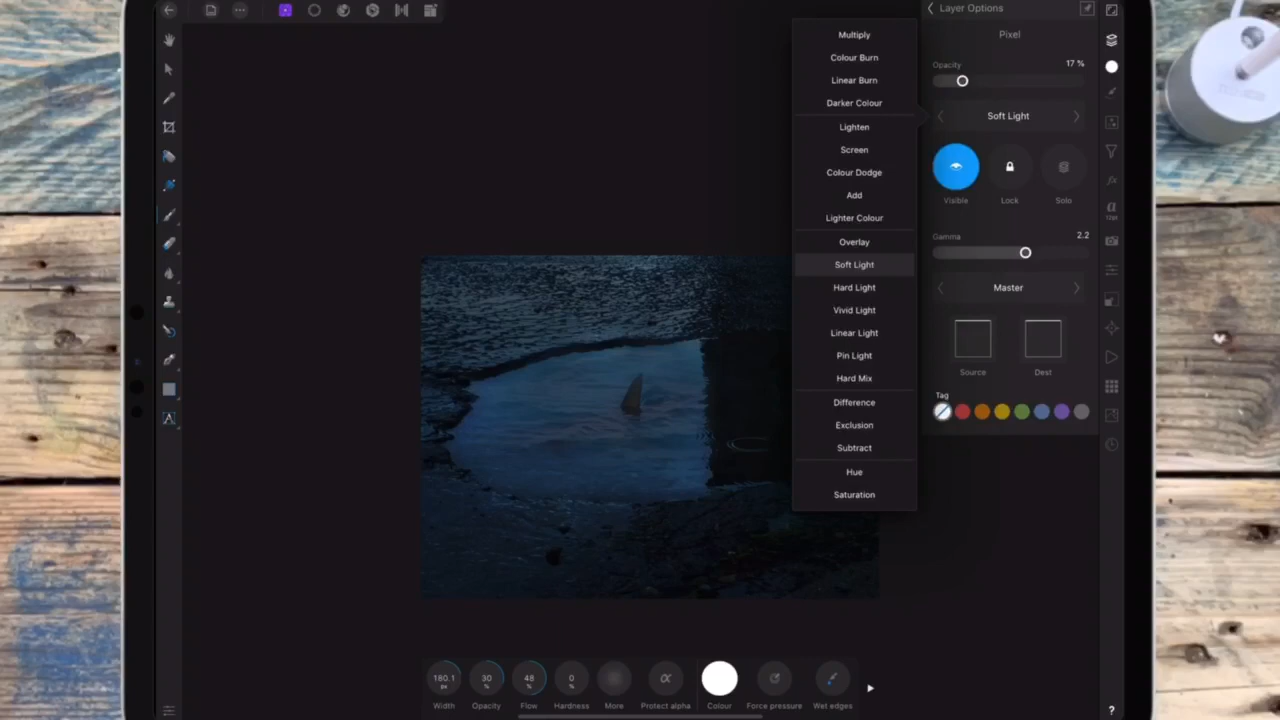 Layer Options
Pixel
Opacity
17 %
Soft Light
Visible
Lock
Solo
Gamma
2.2
Master
Source
Dest
Tag
Multiply
Colour Burn
Linear Burn
Darker Colour
Lighten
Screen
Colour Dodge
Add
Lighter Colour
Overlay
Soft Light
Hard Light
Vivid Light
Linear Light
Pin Light
Hard Mix
Difference
Exclusion
Subtract
Hue
Saturation
180.1
px
Width
30
%
Opacity
48
%
Flow
0
%
Hardness
More
α
Protect alpha
Colour
Force pressure
Wet edges
A
fx
a
12pt
?